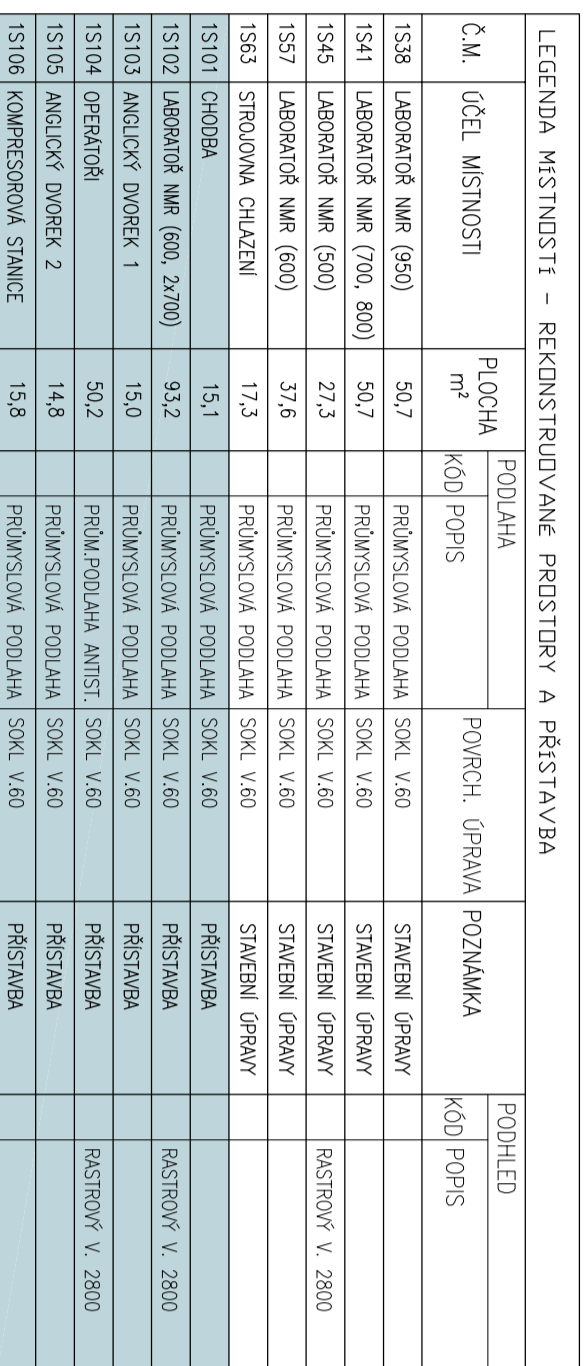 LEGENDA MÍSTNOSTÍ – REKONSTRUOVANÉ PROSTORY A PŘÍSTAVBA
Č.M. ÚČEL MÍSTNOSTI PLOCHA m² PODLAHA KÓD POPIS POVRCH. ÚPRAVA POZNÁMKA PODHLED KÓD POPIS
1S38 LABORATOŘ NMR (950) 50,7 PRŮMYSLOVÁ PODLAHA SOKL V.60 STAVEBNÍ ÚPRAVY
1S41 LABORATOŘ NMR (700, 800) 50,7 PRŮMYSLOVÁ PODLAHA SOKL V.60 STAVEBNÍ ÚPRAVY
1S45 LABORATOŘ NMR (500) 27,3 PRŮMYSLOVÁ PODLAHA SOKL V.60 STAVEBNÍ ÚPRAVY RASTROVÝ V. 2800
1S57 LABORATOŘ NMR (600) 37,6 PRŮMYSLOVÁ PODLAHA SOKL V.60 STAVEBNÍ ÚPRAVY
1S63 STROJOVNA CHLAZENÍ 17,3 PRŮMYSLOVÁ PODLAHA SOKL V.60 STAVEBNÍ ÚPRAVY
1S101 CHODBA 15,1 PRŮMYSLOVÁ PODLAHA SOKL V.60 PŘÍSTAVBA
1S102 LABORATOŘ NMR (600, 2x700) 93,2 PRŮMYSLOVÁ PODLAHA SOKL V.60 PŘÍSTAVBA RASTROVÝ V. 2800
1S103 ANGLICKÝ DVOREK 1 15,0 PRŮMYSLOVÁ PODLAHA SOKL V.60 PŘÍSTAVBA
1S104 OPERÁTOŘI 50,2 PRŮM.PODLAHA ANTIST. SOKL V.60 PŘÍSTAVBA RASTROVÝ V. 2800
1S105 ANGLICKÝ DVOREK 2 14,8 PRŮMYSLOVÁ PODLAHA SOKL V.60 PŘÍSTAVBA
1S106 KOMPRESOROVÁ STANICE 15,8 PRŮMYSLOVÁ PODLAHA SOKL V.60 PŘÍSTAVBA